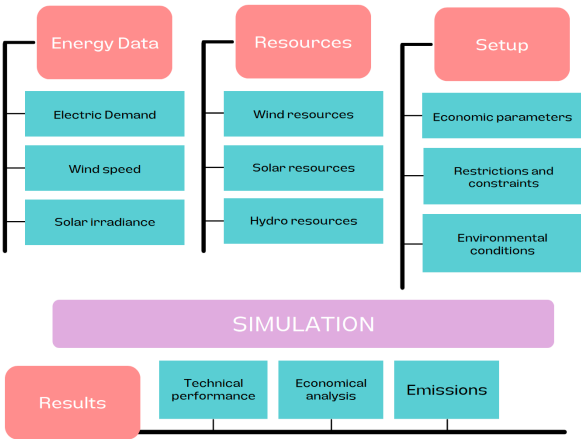 Energy Data
Electric Demand
Wind speed
Solar irradiance
Resources
Wind resources
Solar resources
Hydro resources
Setup
Economic parameters
Restrictions and
constraints
Environmental
conditions
SIMULATION
Results
Technical
performance
Economical
analysis
Emissions